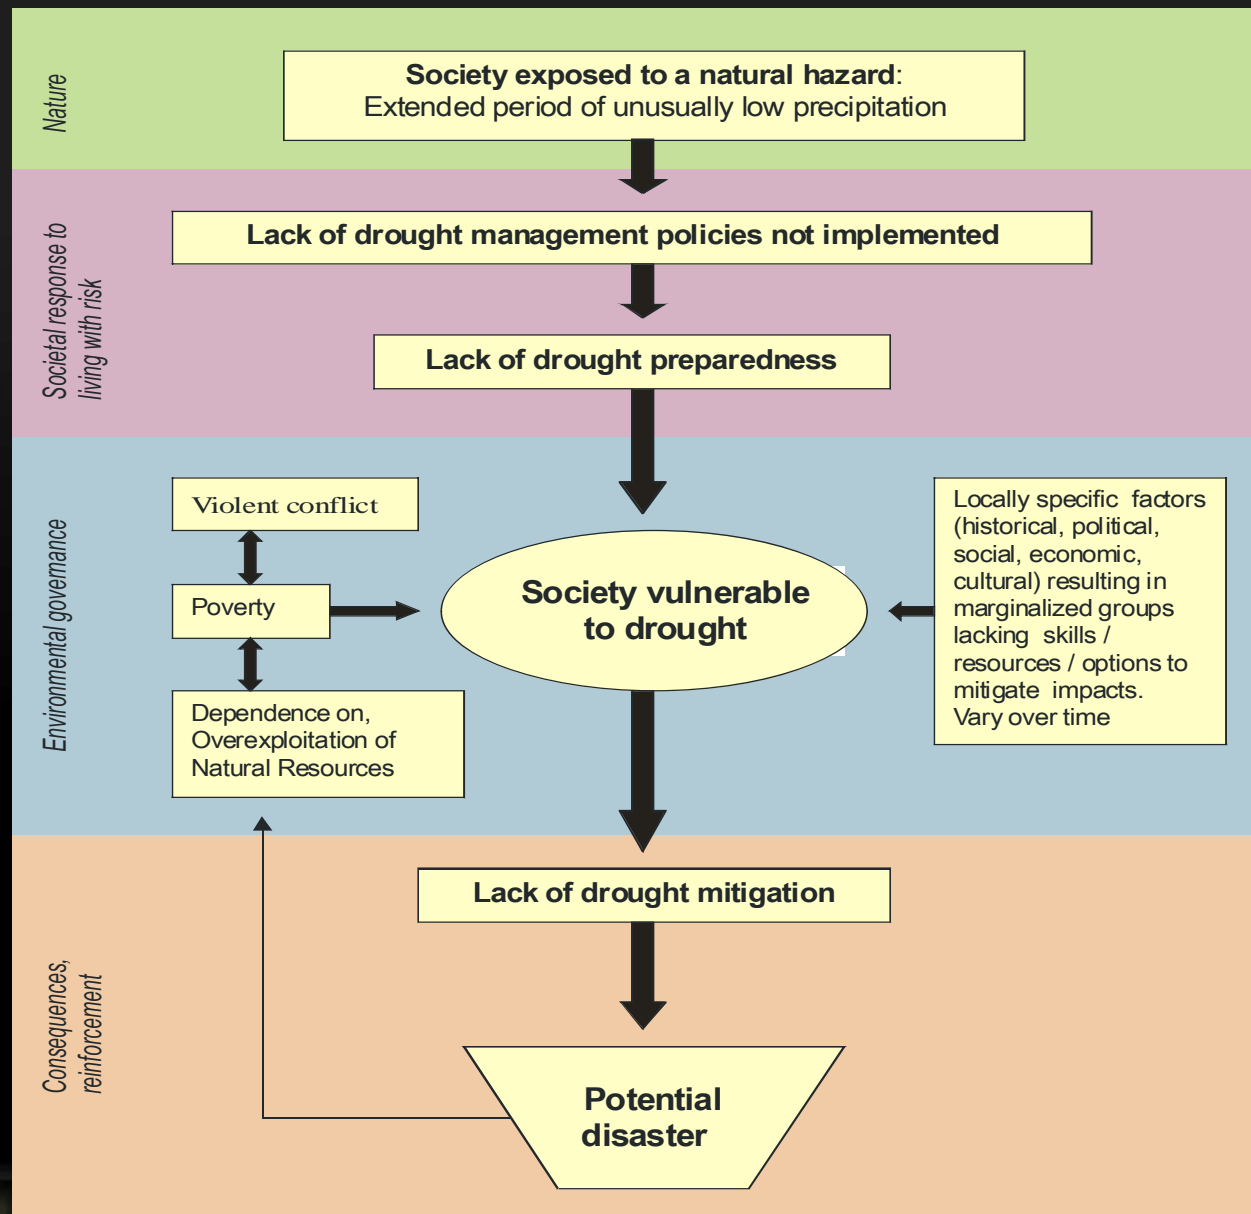 Nature
Society exposed to a natural hazard:
Extended period of unusually low precipitation
Societal response to
living with risk
Lack of drought management policies not implemented
Lack of drought preparedness
Environmental governance
Violent conflict
Poverty
Dependence on,
Overexploitation of
Natural Resources
Society vulnerable
to drought
Locally specific factors
(historical, political,
social, economic,
cultural) resulting in
marginalized groups
lacking skills /
resources / options to
mitigate impacts.
Vary over time
Consequences,
reinforcement
Lack of drought mitigation
Potential
disaster